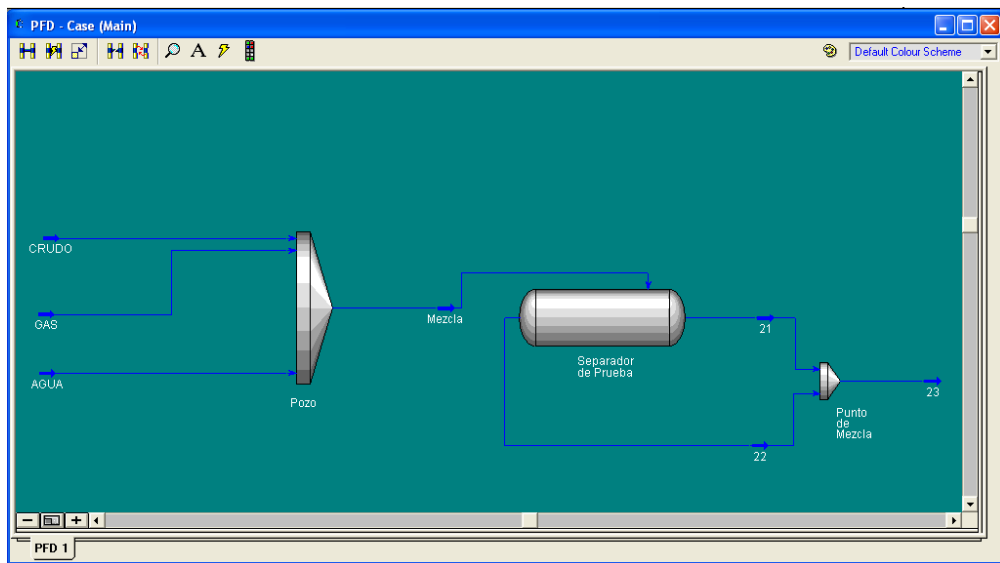 PFD - Case (Main)
A
Default Colour Scheme
CRUDO
GAS
AGUA
Pozo
Mezcla
Separador
de Prueba
21
22
Punto
de
Mezcla
23
PFD 1